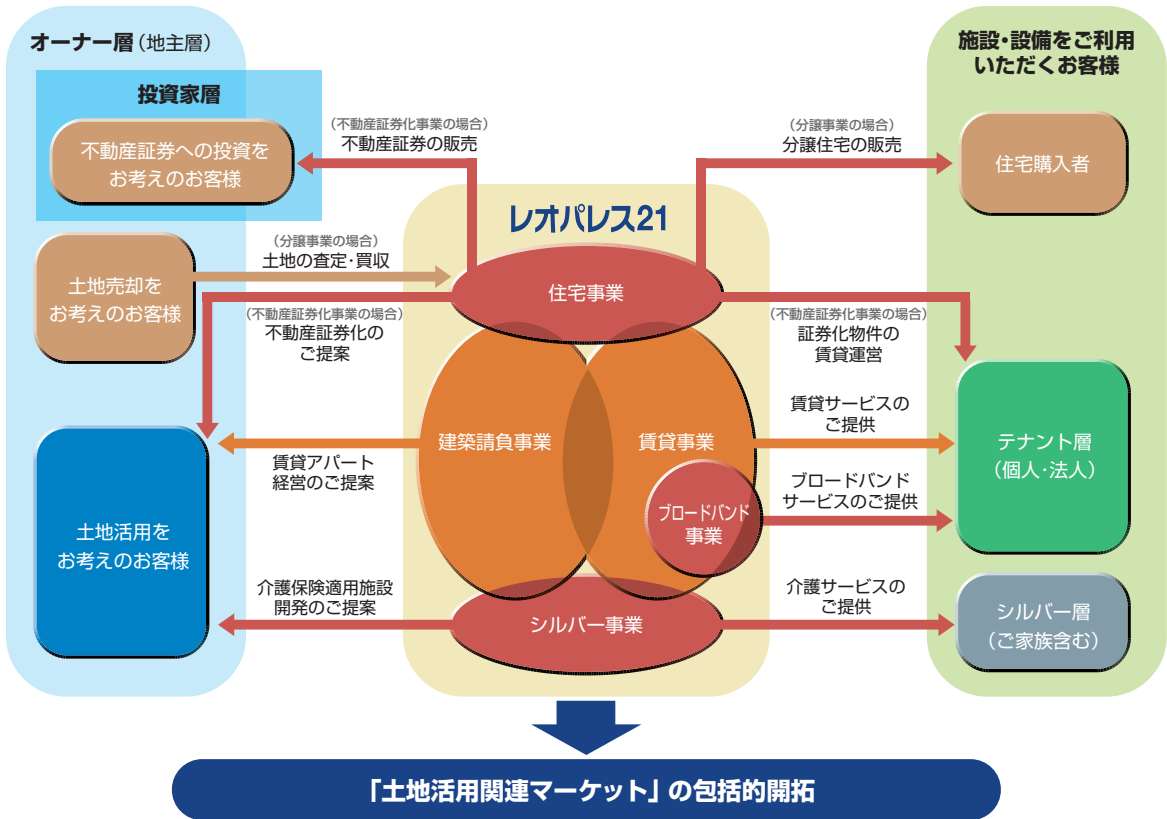 オーナー層(地主層)
投資家層
不動産証券への投資を
お考えのお客様
土地売却を
お考えのお客様
土地活用を
お考えのお客様
(不動産証券化事業の場合)
不動産証券の販売
(分譲事業の場合)
土地の査定・買収
(不動産証券化事業の場合)
不動産証券化の
ご提案
賃貸アパート
経営のご提案
介護保険適用施設
開発のご提案
レオパレス21
住宅事業
建築請負事業
賃貸事業
ブロードバンド
事業
シルバー事業
(分譲事業の場合)
分譲住宅の販売
(不動産証券化事業の場合)
証券化物件の
賃貸運営
賃貸サービスの
ご提供
ブロードバンド
サービスのご提供
介護サービスの
ご提供
施設・設備をご利用
いただくお客様
住宅購入者
テナント層
(個人・法人)
シルバー層
(ご家族含む)
「土地活用関連マーケット」の包括的開拓